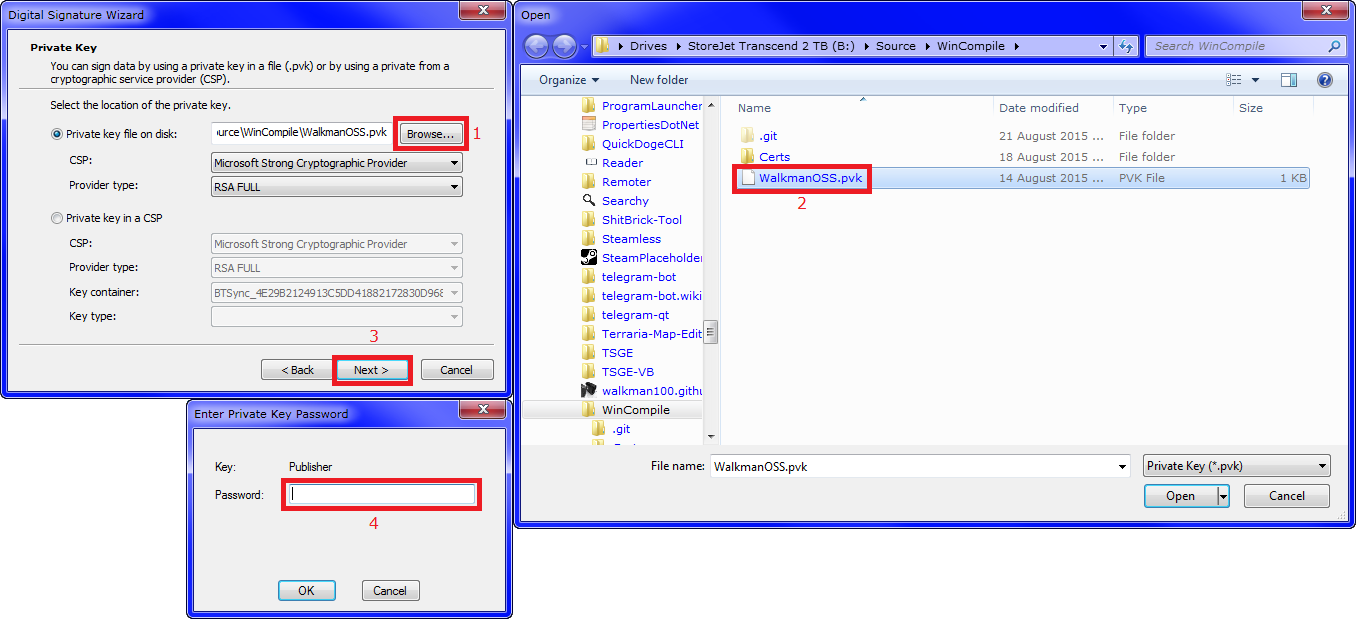 Digital Signature Wizard
Private Key
You can sign data by using a private key in a file (.pvk) or by using a private from a
cryptographic service provider (CSP).
Select the location of the private key.
Private key file on disk:
ource\WinCompile\WalkmanOSS.pvk
Browse...
1
CSP:
Microsoft Strong Cryptographic Provider
Provider type:
RSA FULL
Private key in a CSP
CSP:
Microsoft Strong Cryptographic Provider
Provider type:
RSA FULL
Key container:
BTSync_4E29B2124913C5DD41882172830D968
Key type:
3
< Back
Next >
Cancel
Enter Private Key Password
Key:
Publisher
Password:
4
OK
Cancel
Open
Drives
StoreJet Transcend 2 TB (B:)
Source
WinCompile
Search WinCompile
Organize
New folder
ProgramLauncher
PropertiesDotNet
QuickDogeCLI
Reader
Remoter
Searchy
ShitBrick-Tool
Steamless
SteamPlaceholder
telegram-bot
telegram-bot.wiki
telegram-qt
Terraria-Map-Edit
TSGE
TSGE-VB
walkman100.githu
WinCompile
.git
Name
Date modified
Type
Size
.git
21 August 2015 ...
File folder
Certs
18 August 2015 ...
File folder
WalkmanOSS.pvk
14 August 2015 ...
PVK File
1 KB
2
File name:
WalkmanOSS.pvk
Private Key (*.pvk)
Open
Cancel